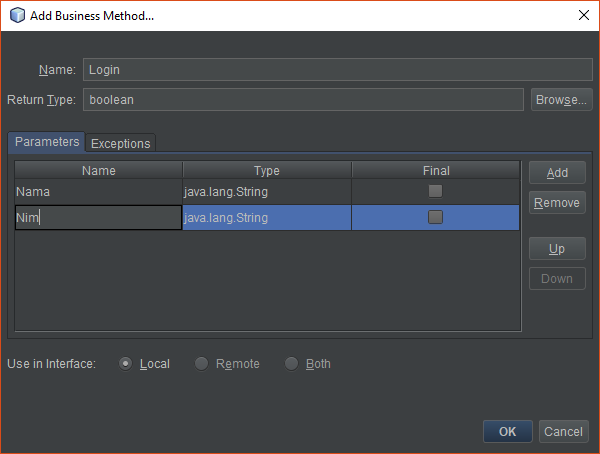 Add Business Method...
Name: Login
Return Type: boolean Browse...
Parameters Exceptions
Name Type Final Add
Nama java.lang.String
Remove
Nim java.lang.String
Up
Down
Use in Interface: Local Remote Both
OK Cancel